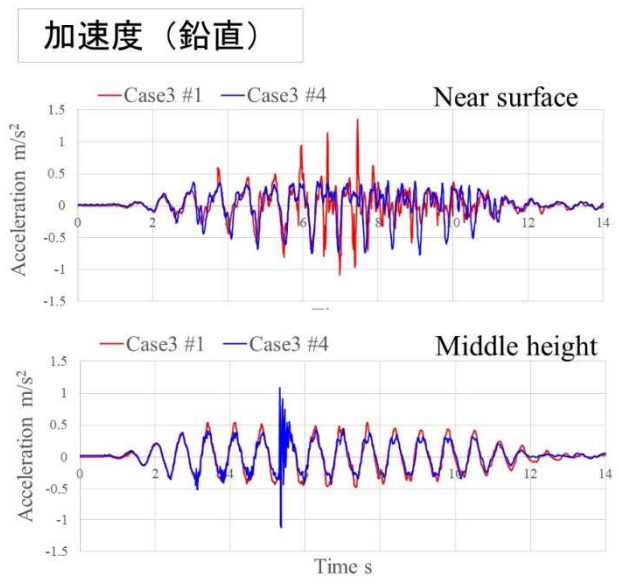 加速度（鉛直）
Case3 #1 Case3 #4 Near surface
Acceleration m/s²
1.5
1
0.5
0
-0.5
-1
-1.5
0 2 4 6 8 10 12 14
Case3 #1 Case3 #4 Middle height
Acceleration m/s²
1.5
1
0.5
0
-0.5
-1
-1.5
0 2 4 6 8 10 12 14
Time s